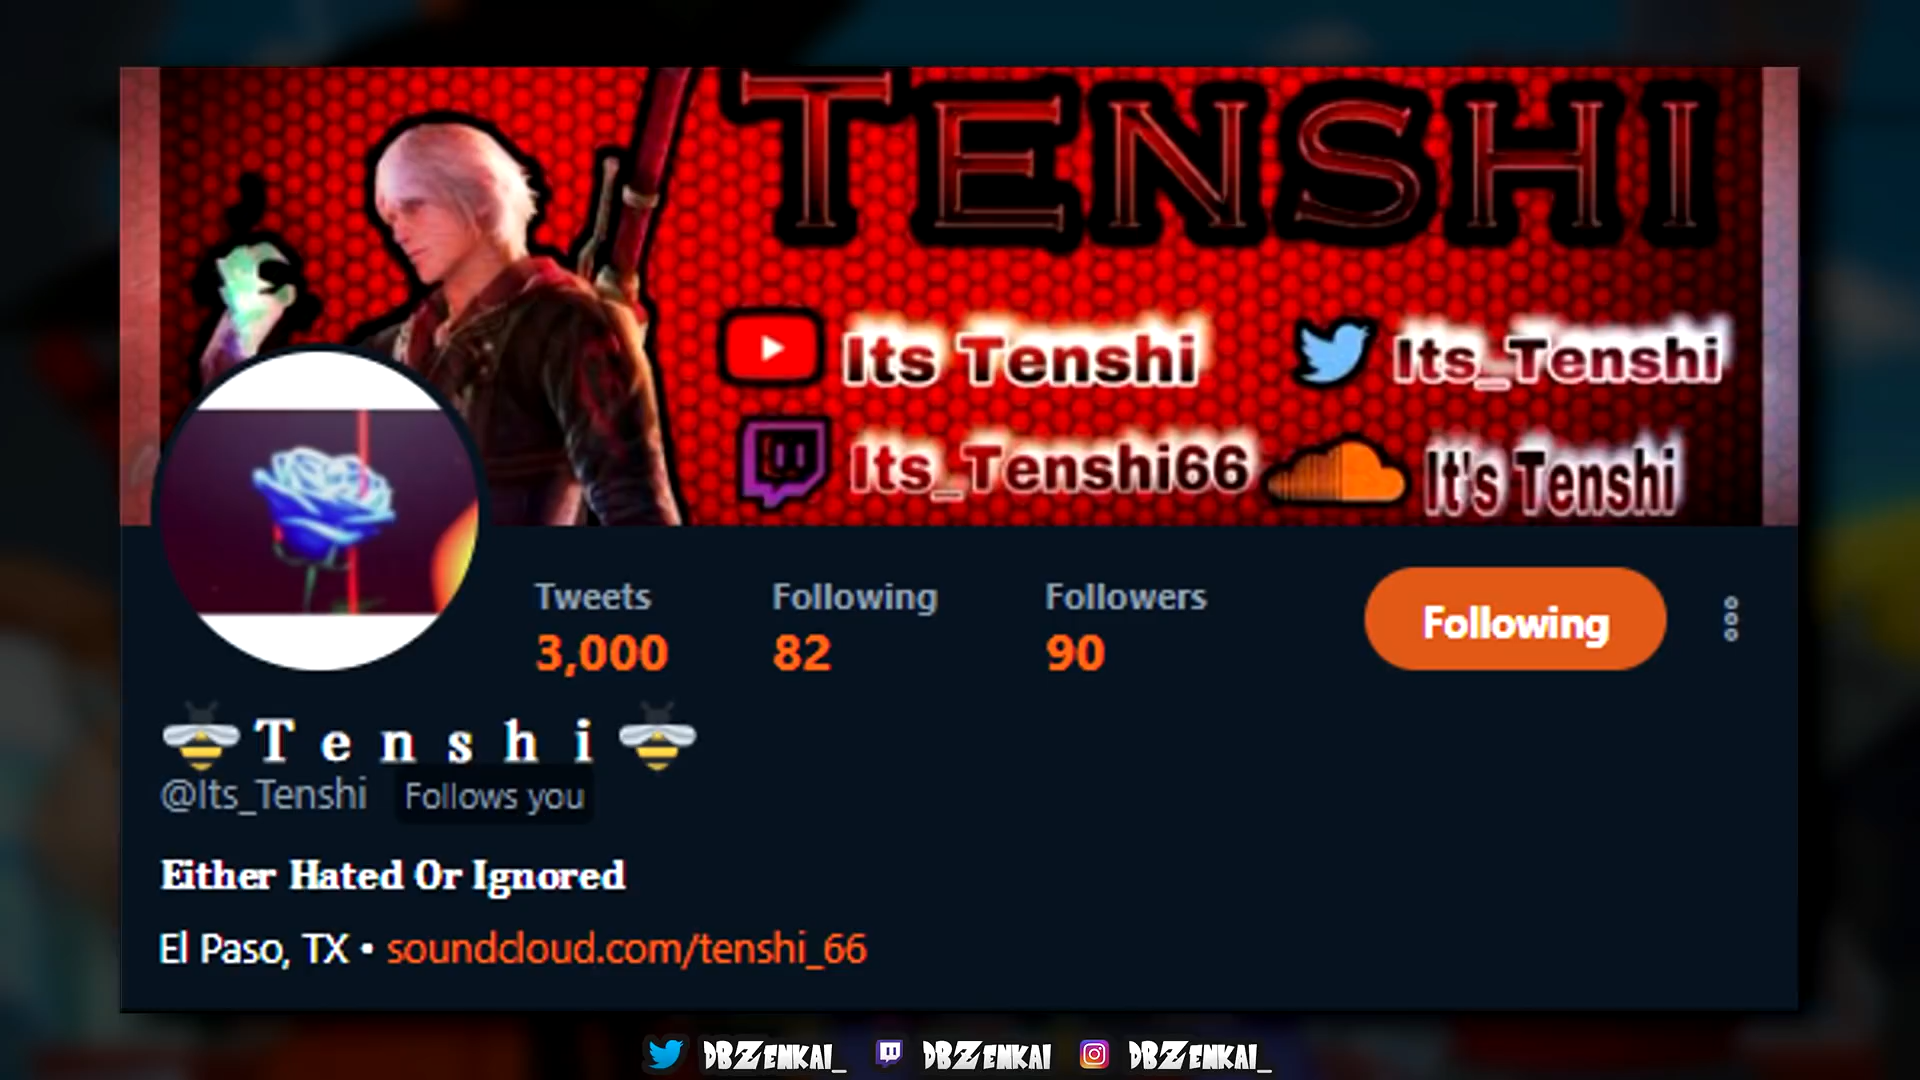 TENSHI
Its Tenshi
Its_Tenshi
Its_Tenshi66
It's Tenshi
Tweets Following Followers
3,000 82 90
Following
T e n s h i
@Its_Tenshi Follows you
Either Hated Or Ignored
El Paso, TX • soundcloud.com/tenshi_66
DBZENKAI_ DBZENKAI DBZENKAI_